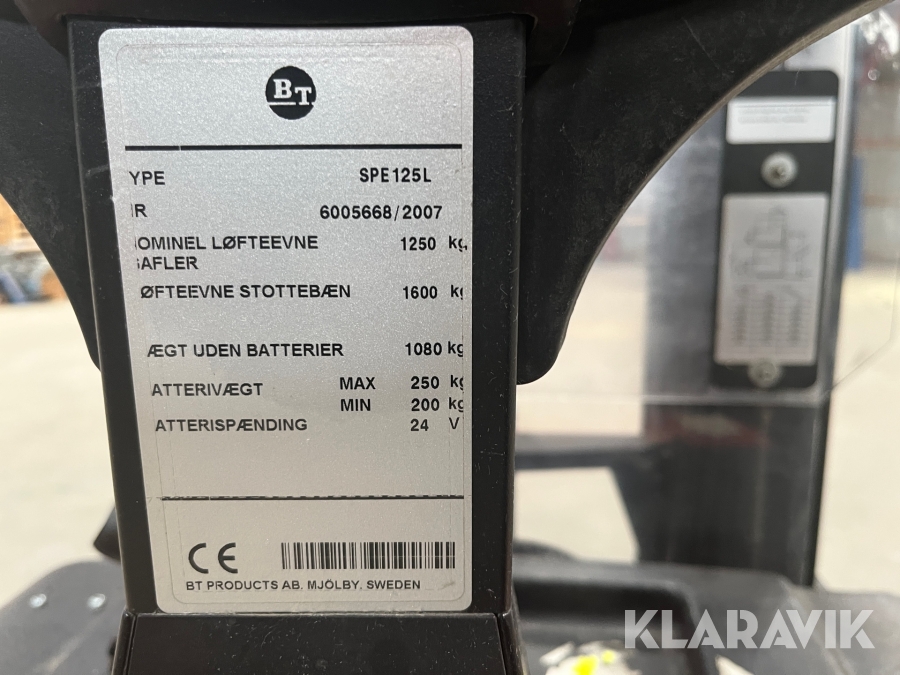 BT
YPE SPE125L
R 6005668/2007
OMINEL LØFTEEVNE 1250 kg
AFLER
ØFTEEVNE STOTTEBÆN 1600 kg
ÆGT UDEN BATTERIER 1080 kg
ATTERIVÆGT MAX 250 kg
MIN 200 kg
ATTERISPÆNDING 24 V
CE
BT PRODUCTS AB. MJÖLBY. SWEDEN
KLARAVIK